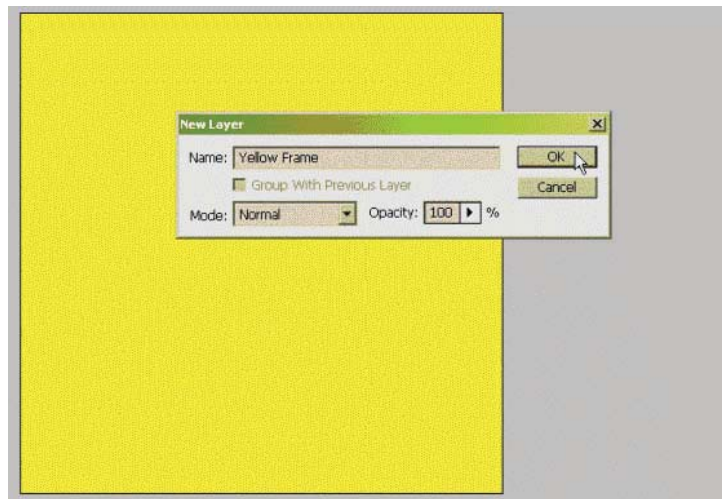 New Layer
Name: Yellow Frame OK
Group With Previous Layer Cancel
Mode: Normal Opacity: 100 %